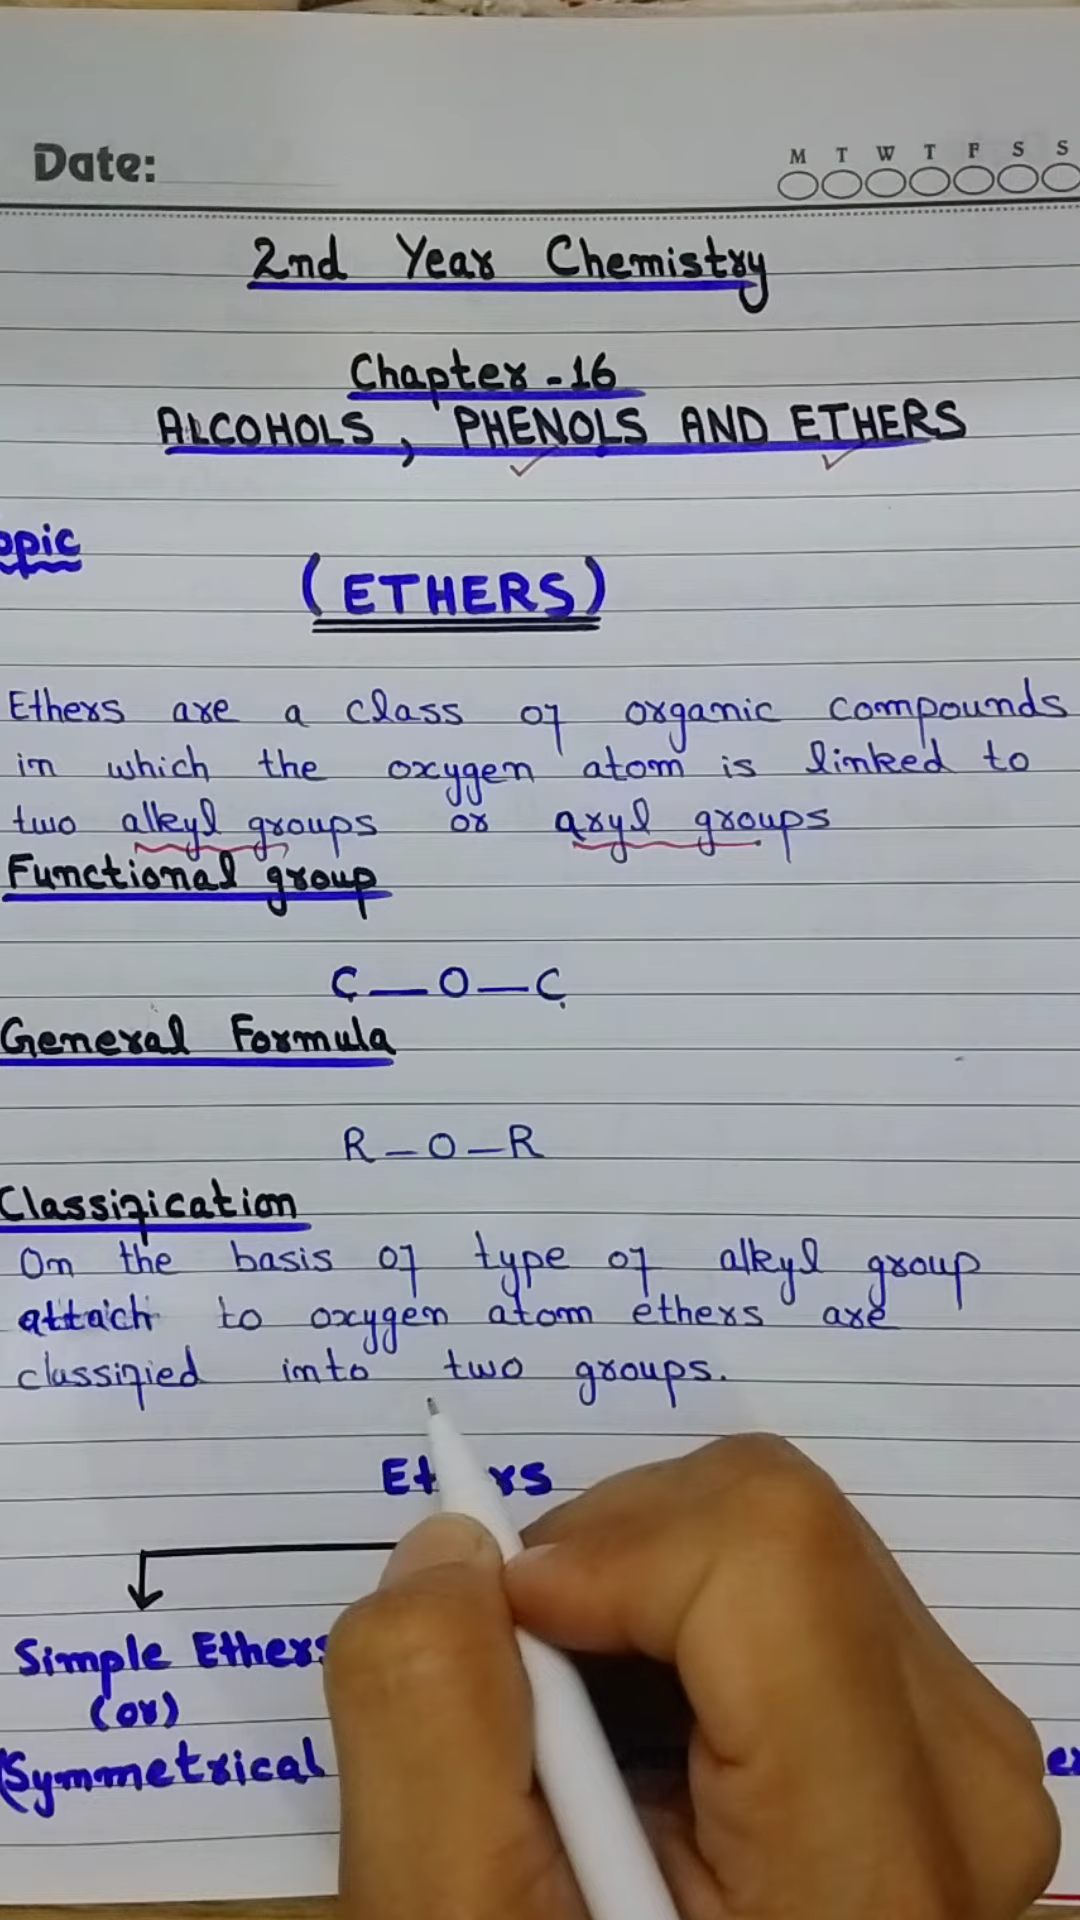 Date:
M T W T F S S
2nd Year Chemistry
Chapter-16
ALCOHOLS, PHENOLS AND ETHERS
opic
(ETHERS)
Ethers are a class of organic compounds
in which the oxygen atom is linked to
two alkyl groups or aryl groups
Functional group
C—O—C
General Formula
R—O—R
Classification
On the basis of type of alkyl group
attach to oxygen atom ethers are
classified into two groups.
Simple Ethers
(or)
(Symmetrical